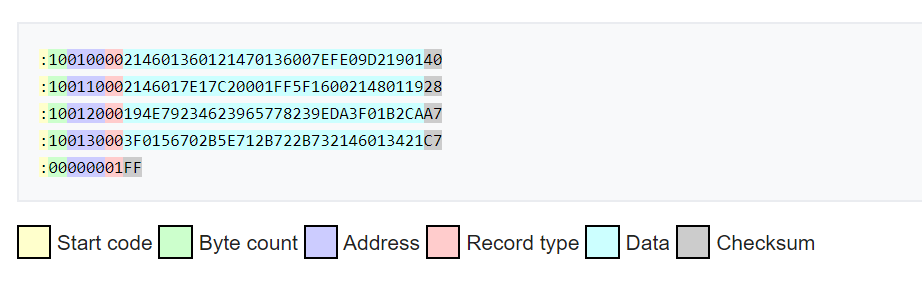 :10010000214601360121470136007EFE09D2190140
:100110002146017E17C20001FF5F16002148011928
:10012000194E79234623965778239EDA3F01B2CAA7
:100130003F0156702B5E712B722B732146013421C7
:00000001FF
Start code Byte count Address Record type Data Checksum